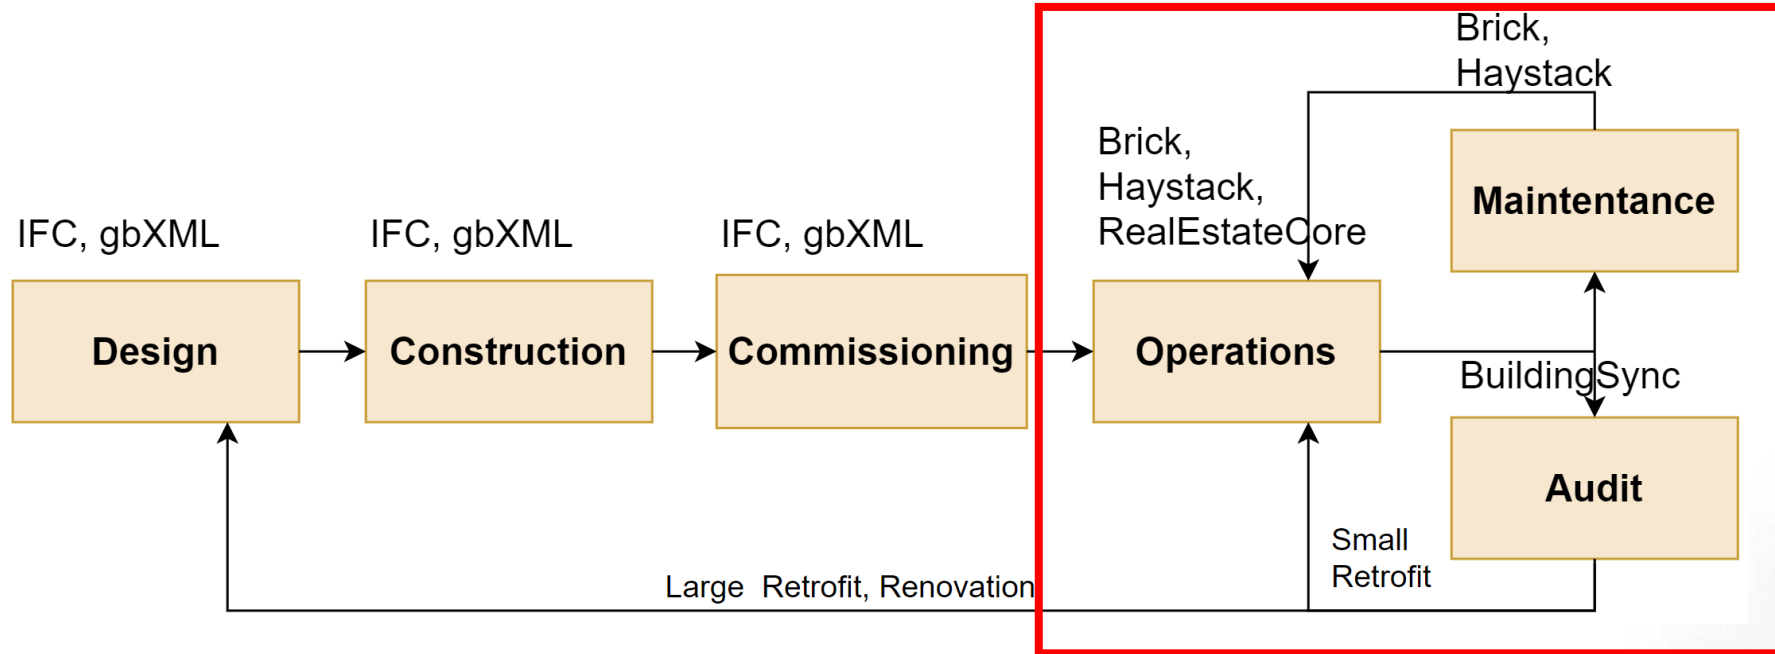 Brick,
Haystack
Brick,
Haystack,
RealEstateCore
Maintentance
IFC, gbXML
IFC, gbXML
IFC, gbXML
Design
Construction
Commissioning
Operations
BuildingSync
Audit
Small
Retrofit
Large Retrofit, Renovation